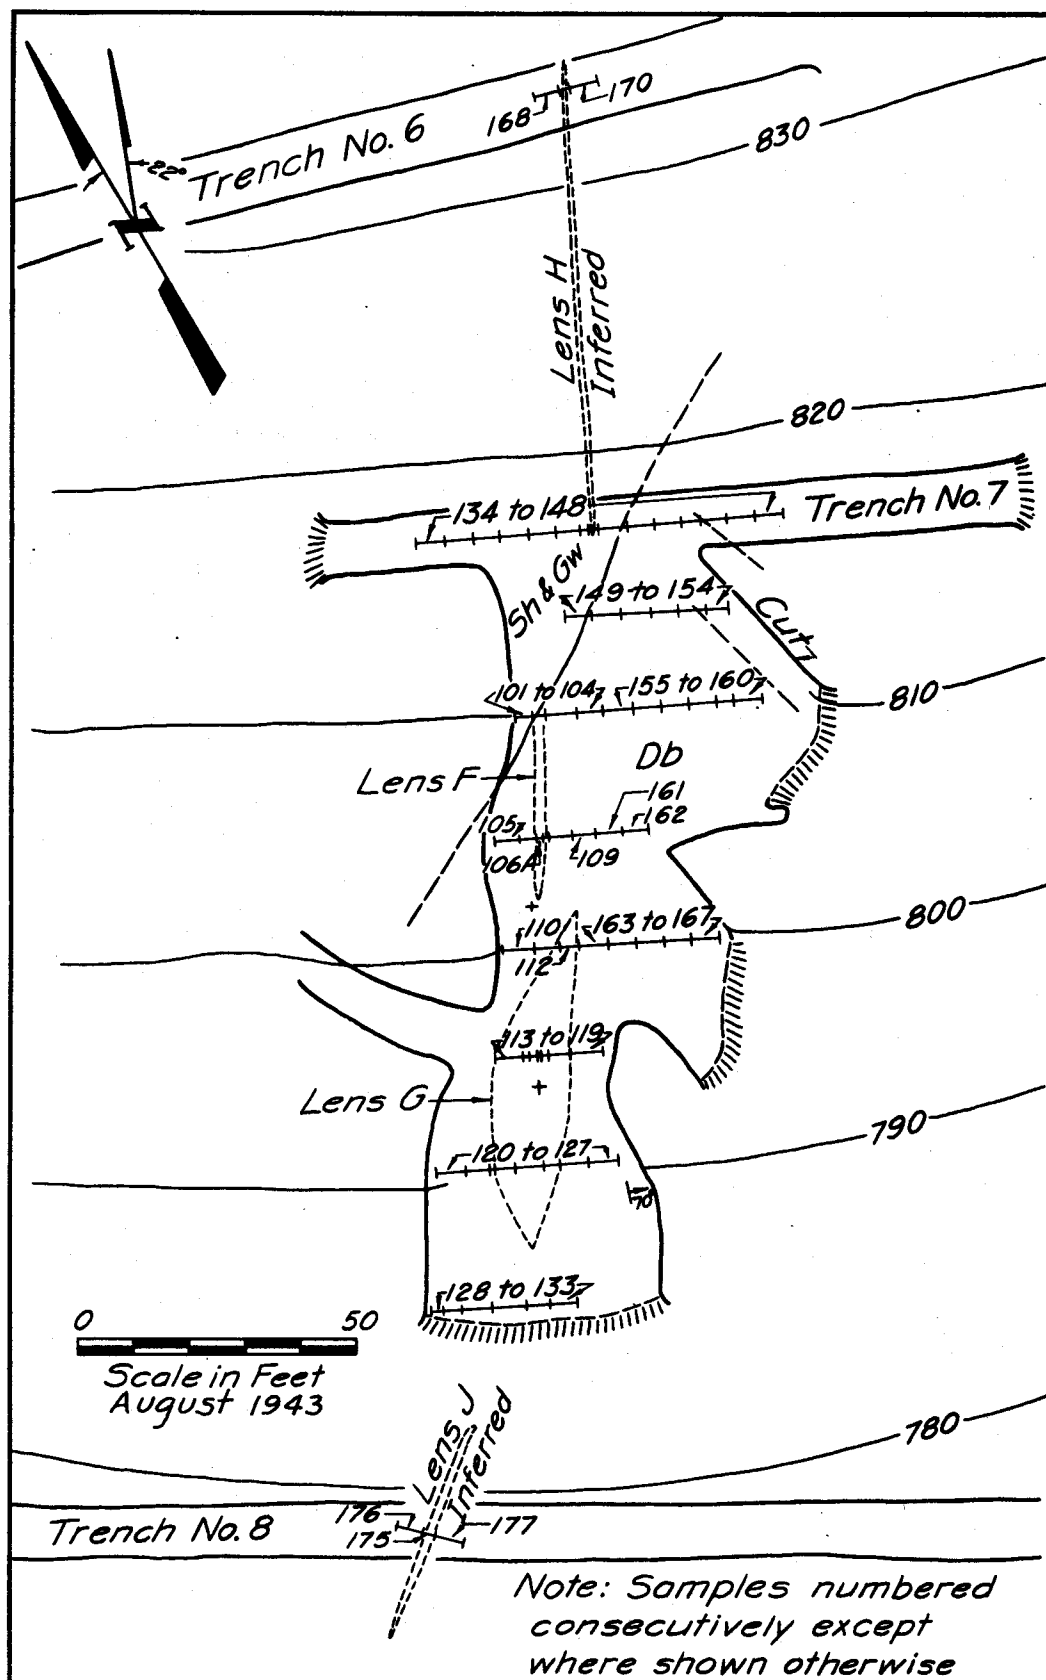 170
168
22°
Trench No. 6
830
Lens H
Inferred
820
134 to 148
Trench No. 7
Sh & Gw
149 to 154
Cut
101 to 104
155 to 160
810
Db
Lens F
161
105
162
106A
109
800
110
163 to 167
112
113 to 119
Lens G
790
120 to 127
70°
128 to 133
0 50
Scale in Feet
August 1943
Lens J
Inferred
780
176
175
177
Trench No. 8
Note: Samples numbered
consecutively except
where shown otherwise